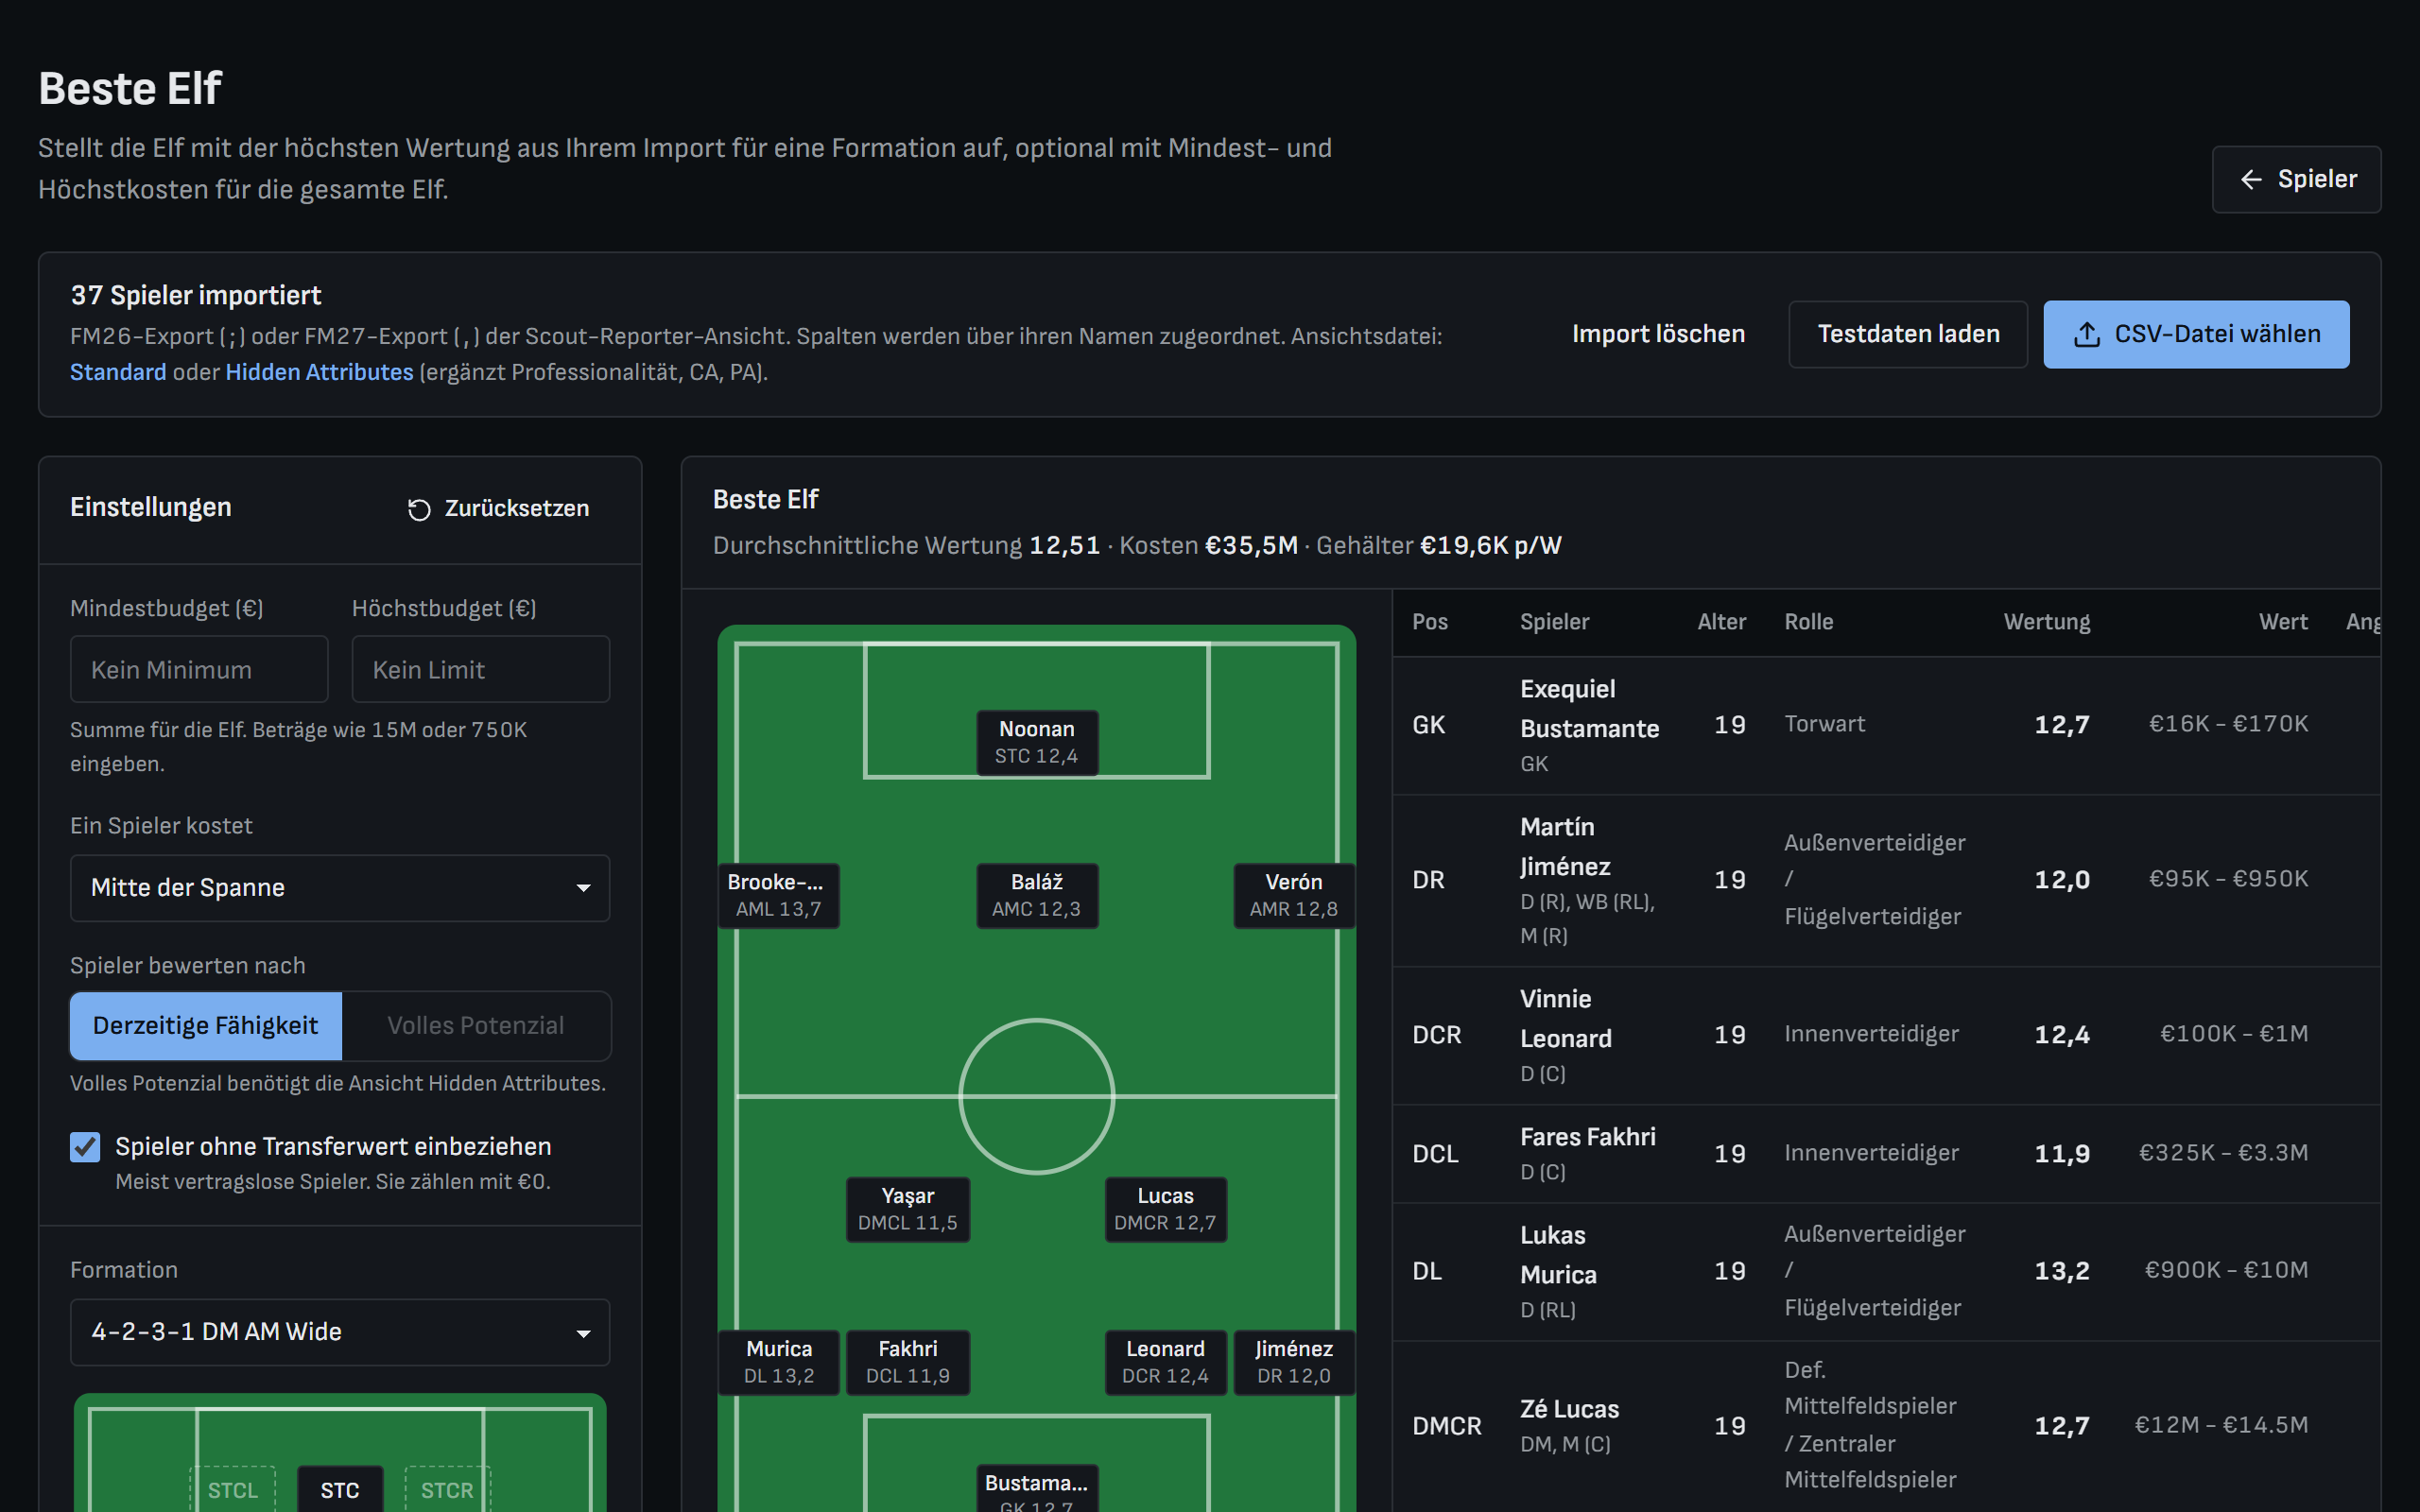 Beste Elf
Stellt die Elf mit der höchsten Wertung aus Ihrem Import für eine Formation auf, optional mit Mindest- und
Höchstkosten für die gesamte Elf.
Spieler
37 Spieler importiert
FM26-Export (;) oder FM27-Export (,) der Scout-Reporter-Ansicht. Spalten werden über ihren Namen zugeordnet. Ansichtsdatei:
Standard oder Hidden Attributes (ergänzt Professionalität, CA, PA).
Import löschen
Testdaten laden
CSV-Datei wählen
Einstellungen
Zurücksetzen
Mindestbudget (€)
Höchstbudget (€)
Kein Minimum
Kein Limit
Summe für die Elf. Beträge wie 15M oder 750K
eingeben.
Ein Spieler kostet
Mitte der Spanne
Spieler bewerten nach
Derzeitige Fähigkeit
Volles Potenzial
Volles Potenzial benötigt die Ansicht Hidden Attributes.
Spieler ohne Transferwert einbeziehen
Meist vertragslose Spieler. Sie zählen mit €0.
Formation
4-2-3-1 DM AM Wide
STCL
STC
STCR
Beste Elf
Durchschnittliche Wertung 12,51 · Kosten €35,5M · Gehälter €19,6K p/W
Noonan
STC 12,4
Brooke-...
AML 13,7
Baláž
AMC 12,3
Verón
AMR 12,8
Yaşar
DMCL 11,5
Lucas
DMCR 12,7
Murica
DL 13,2
Fakhri
DCL 11,9
Leonard
DCR 12,4
Jiménez
DR 12,0
Bustama...
GK 12,7
Pos Spieler Alter Rolle Wertung Wert Ang
GK
Exequiel
Bustamante
GK
19
Torwart
12,7
€16K - €170K
DR
Martín
Jiménez
D (R), WB (RL),
M (R)
19
Außenverteidiger
/
Flügelverteidiger
12,0
€95K - €950K
DCR
Vinnie
Leonard
D (C)
19
Innenverteidiger
12,4
€100K - €1M
DCL
Fares Fakhri
D (C)
19
Innenverteidiger
11,9
€325K - €3.3M
DL
Lukas
Murica
D (RL)
19
Außenverteidiger
/
Flügelverteidiger
13,2
€900K - €10M
DMCR
Zé Lucas
DM, M (C)
19
Def.
Mittelfeldspieler
/ Zentraler
Mittelfeldspieler
12,7
€12M - €14.5M